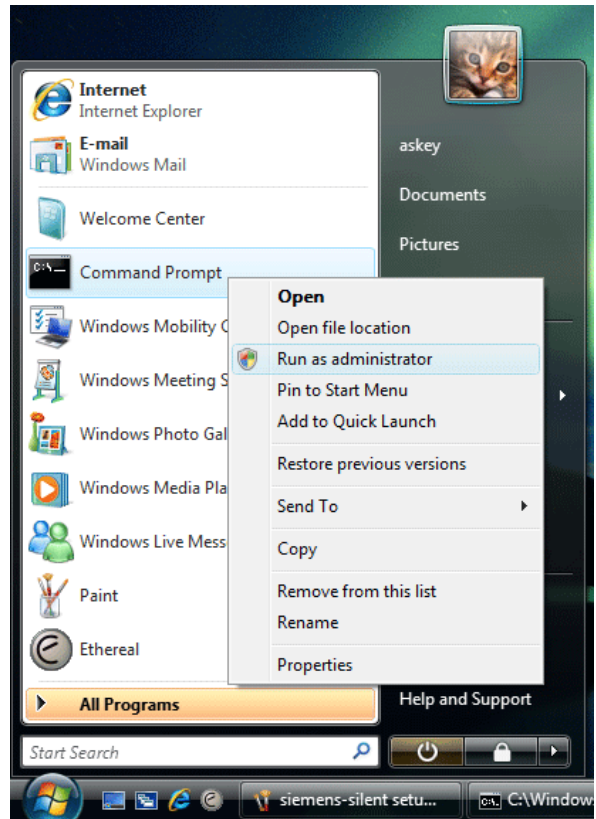 Internet
Internet Explorer
E-mail
Windows Mail
Welcome Center
Command Prompt
Windows Mobility C
Windows Meeting S
Windows Photo Gal
Windows Media Pla
Windows Live Mess
Paint
Ethereal
All Programs
Start Search
askey
Documents
Pictures
Open
Open file location
Run as administrator
Pin to Start Menu
Add to Quick Launch
Restore previous versions
Send To
Copy
Remove from this list
Rename
Properties
Help and Support
siemens-silent setu...
C:\Window